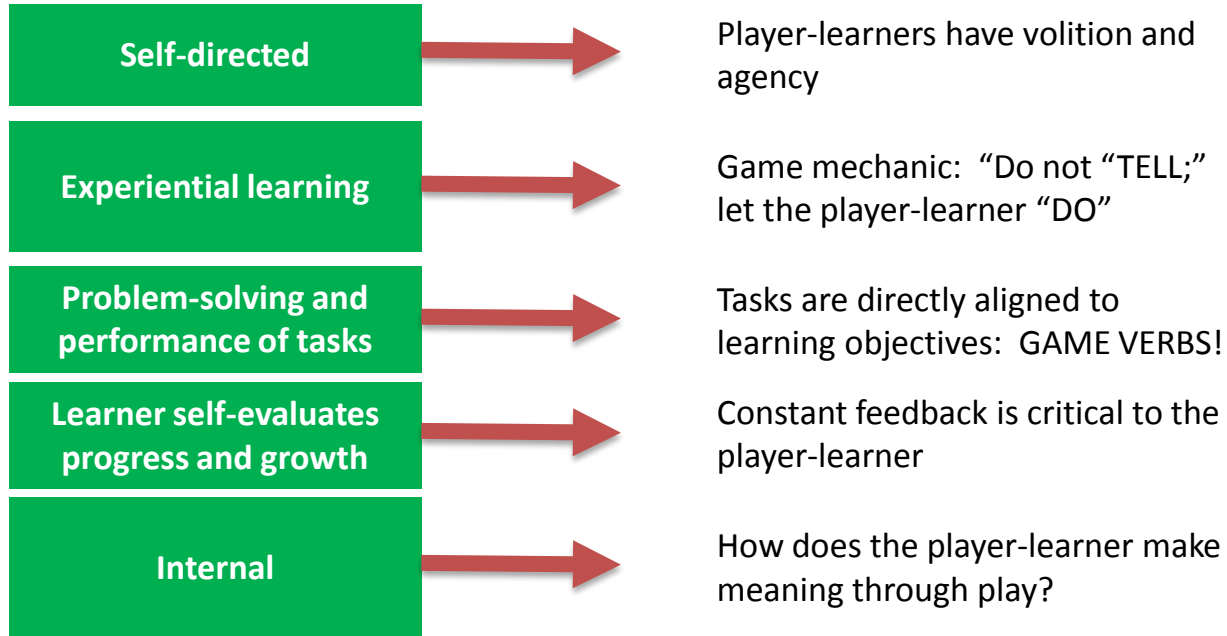 Self-directed
Player-learners have volition and
agency
Experiential learning
Game mechanic:  “Do not “TELL;”
let the player-learner “DO”
Problem-solving and
performance of tasks
Tasks are directly aligned to
learning objectives:  GAME VERBS!
Learner self-evaluates
progress and growth
Constant feedback is critical to the
player-learner
Internal
How does the player-learner make
meaning through play?